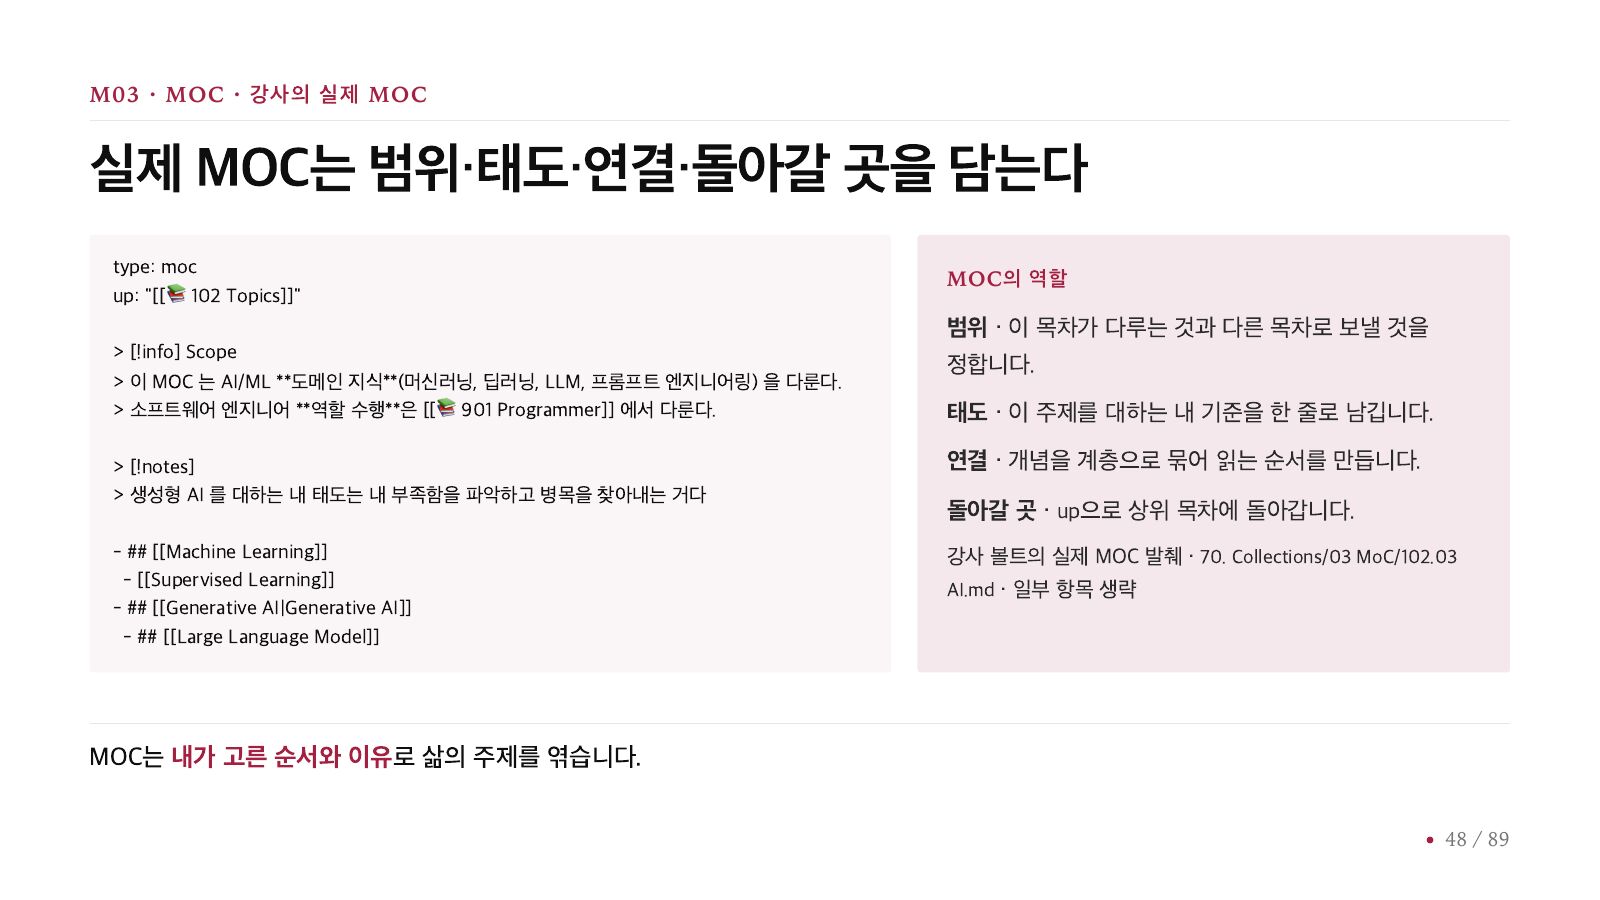 M03 · MOC · 강사의 실제 MOC
실제 MOC는 범위·태도·연결·돌아갈 곳을 담는다
type: moc
up: "[[📚 102 Topics]]"
> [!info] Scope
> 이 MOC 는 AI/ML **도메인 지식**(머신러닝, 딥러닝, LLM, 프롬프트 엔지니어링) 을 다룬다.
> 소프트웨어 엔지니어 **역할 수행**은 [[📚 901 Programmer]] 에서 다룬다.
> [!notes]
> 생성형 AI 를 대하는 내 태도는 내 부족함을 파악하고 병목을 찾아내는 거다
- ## [[Machine Learning]]
  - [[Supervised Learning]]
- ## [[Generative AI|Generative AI]]
  - ## [[Large Language Model]]
MOC의 역할
범위 · 이 목차가 다루는 것과 다른 목차로 보낼 것을
정합니다.
태도 · 이 주제를 대하는 내 기준을 한 줄로 남깁니다.
연결 · 개념을 계층으로 묶어 읽는 순서를 만듭니다.
돌아갈 곳 · up으로 상위 목차에 돌아갑니다.
강사 볼트의 실제 MOC 발췌 · 70. Collections/03 MoC/102.03
AI.md · 일부 항목 생략
MOC는 내가 고른 순서와 이유로 삶의 주제를 엮습니다.
48 / 89